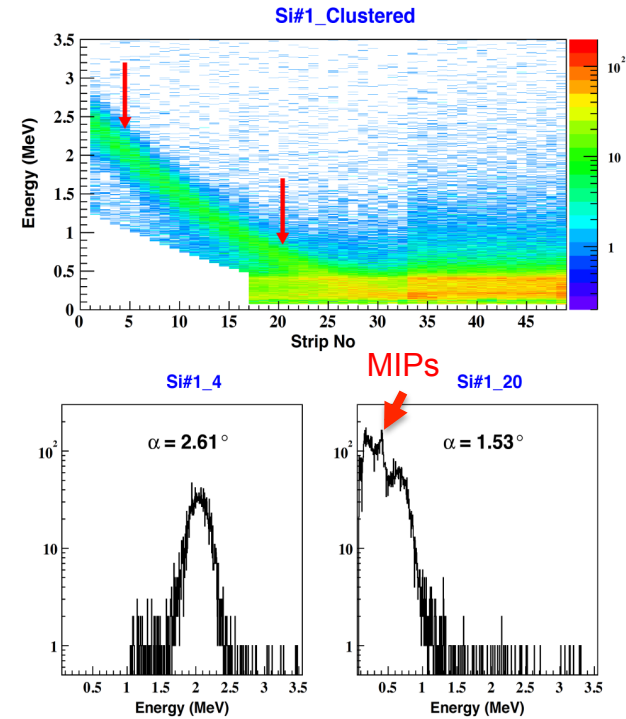 Si#1_Clustered
Energy (MeV)
3.5
3
2.5
2
1.5
1
0.5
0
0 5 10 15 20 25 30 35 40 45
Strip No
10²
10
1
MIPs
Si#1_4
α = 2.61°
10²
10
1
0.5 1 1.5 2 2.5 3 3.5
Energy (MeV)
Si#1_20
α = 1.53°
10²
10
1
0.5 1 1.5 2 2.5 3 3.5
Energy (MeV)